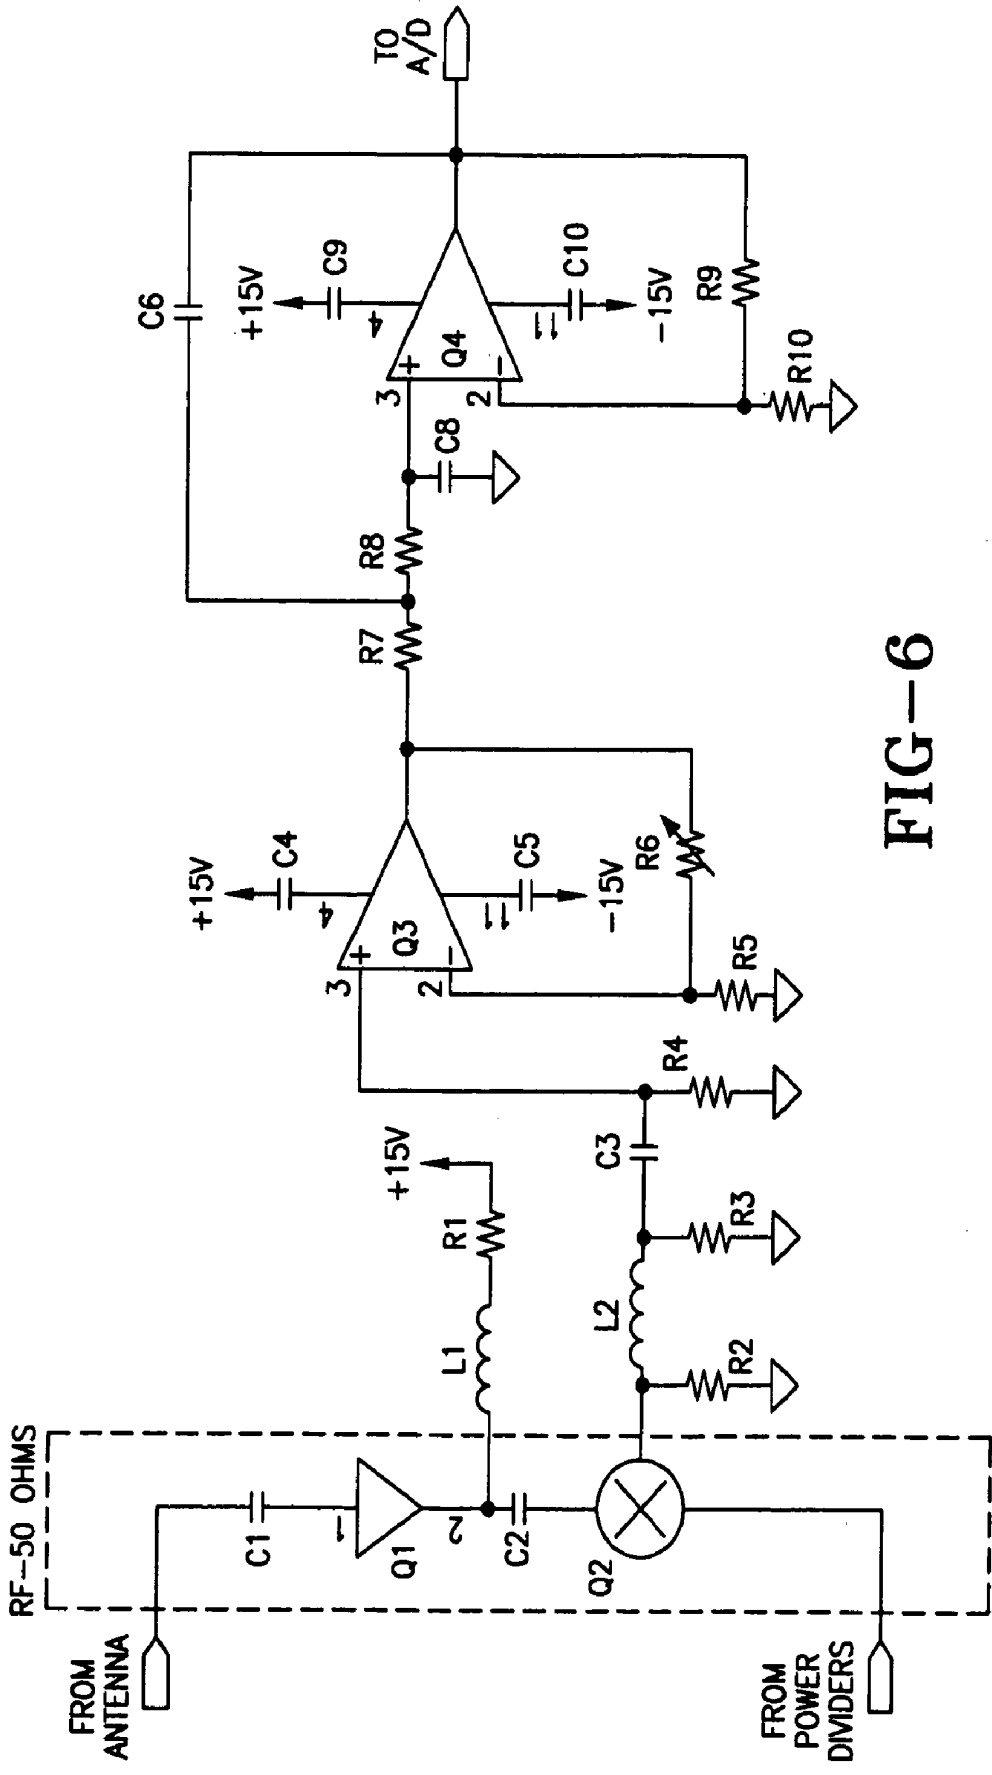 RF-50 OHMS
FROM
ANTENNA
C1
1
Q1
2
C2
Q2
FROM
POWER
DIVIDERS
L1
R1
+15V
R2
L2
R3
C3
R4
3
+
2
−
Q3
4
C4
+15V
11
C5
−15V
R5
R6
R7
R8
C6
C8
3
+
2
−
Q4
4
C9
+15V
11
C10
−15V
R9
R10
TO
A/D
FIG-6